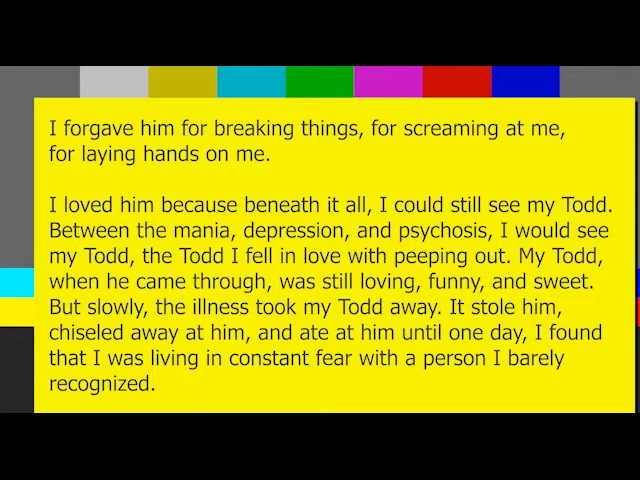 I forgave him for breaking things, for screaming at me,
for laying hands on me.
I loved him because beneath it all, I could still see my Todd.
Between the mania, depression, and psychosis, I would see
my Todd, the Todd I fell in love with peeping out. My Todd,
when he came through, was still loving, funny, and sweet.
But slowly, the illness took my Todd away. It stole him,
chiseled away at him, and ate at him until one day, I found
that I was living in constant fear with a person I barely
recognized.